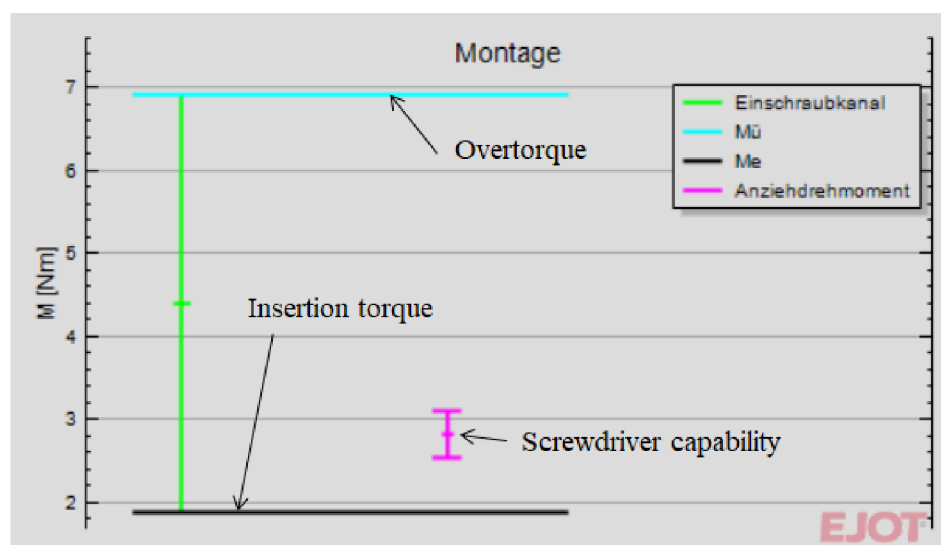 Montage
7
Einschraubkanal
Mü
Overtorque
Me
6
Anziehdrehmoment
5
M [Nm]
Insertion torque
4
3
Screwdriver capability
2
EJOT